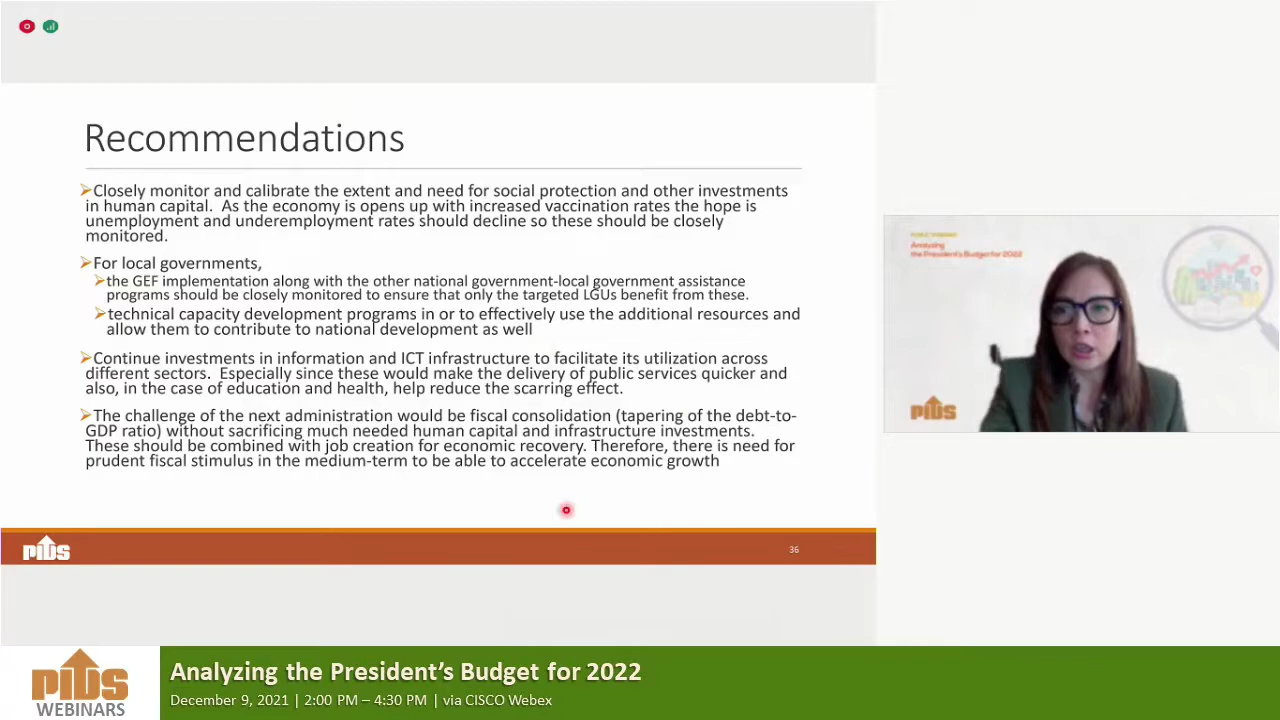 Recommendations
➢Closely monitor and calibrate the extent and need for social protection and other investments
in human capital. As the economy is opens up with increased vaccination rates the hope is
unemployment and underemployment rates should decline so these should be closely
monitored.
➢For local governments,
➢the GEF implementation along with the other national government-local government assistance
programs should be closely monitored to ensure that only the targeted LGUs benefit from these.
➢technical capacity development programs in or to effectively use the additional resources and
allow them to contribute to national development as well
➢Continue investments in information and ICT infrastructure to facilitate its utilization across
different sectors. Especially since these would make the delivery of public services quicker and
also, in the case of education and health, help reduce the scarring effect.
➢The challenge of the next administration would be fiscal consolidation (tapering of the debt-to-
GDP ratio) without sacrificing much needed human capital and infrastructure investments.
These should be combined with job creation for economic recovery. Therefore, there is need for
prudent fiscal stimulus in the medium-term to be able to accelerate economic growth
PIDS
36
PUBLIC WEBINAR
Analyzing
the President's Budget for 2022
PIDS
PIDS
WEBINARS
Analyzing the President's Budget for 2022
December 9, 2021 | 2:00 PM – 4:30 PM | via CISCO Webex